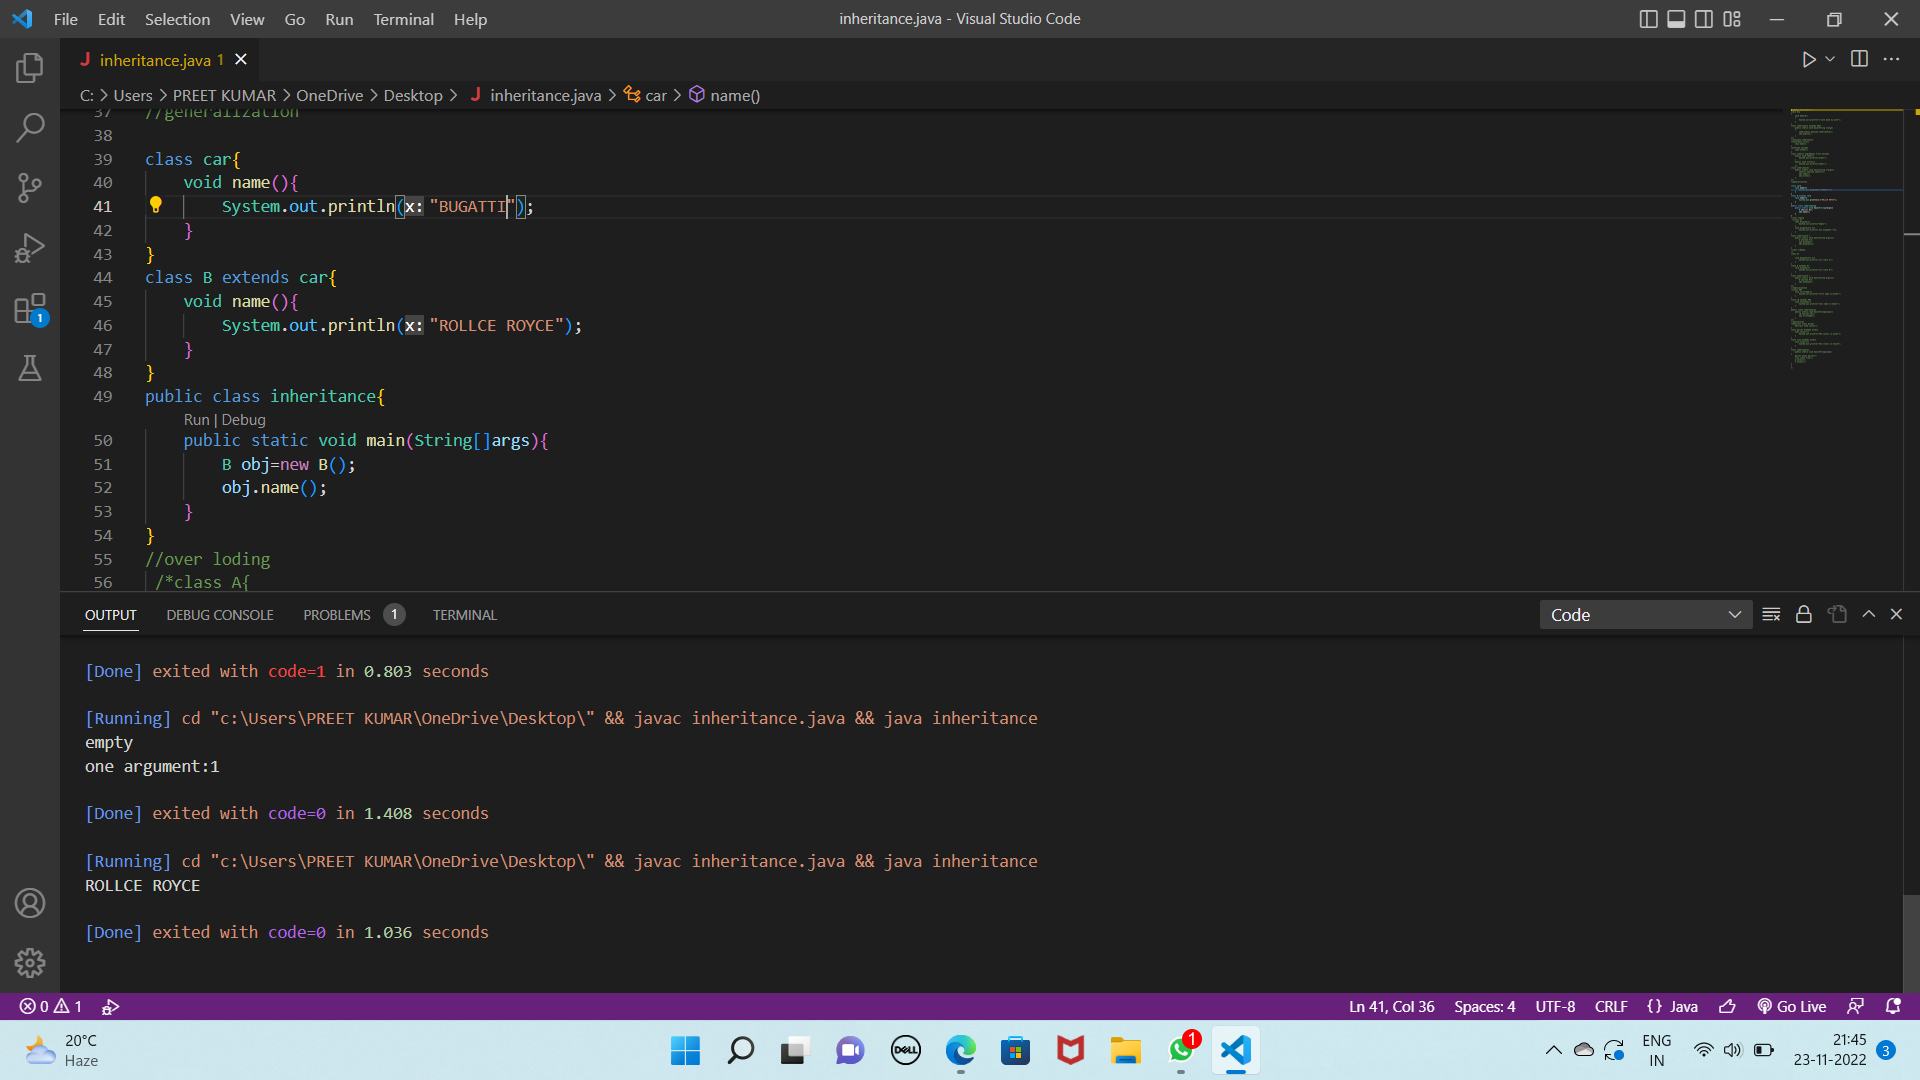 File Edit Selection View Go Run Terminal Help
inheritance.java - Visual Studio Code
J inheritance.java 1
C: > Users > PREET KUMAR > OneDrive > Desktop > J inheritance.java > car > name()
37 //generalization
38
39 class car{
40 void name(){
41 System.out.println(x: "BUGATTI");
42 }
43 }
44 class B extends car{
45 void name(){
46 System.out.println(x: "ROLLCE ROYCE");
47 }
48 }
49 public class inheritance{
Run | Debug
50 public static void main(String[]args){
51 B obj=new B();
52 obj.name();
53 }
54 }
55 //over loding
56 /*class A{
1
OUTPUT DEBUG CONSOLE PROBLEMS 1 TERMINAL
Code
[Done] exited with code=1 in 0.803 seconds
[Running] cd "c:\Users\PREET KUMAR\OneDrive\Desktop\" && javac inheritance.java && java inheritance
empty
one argument:1
[Done] exited with code=0 in 1.408 seconds
[Running] cd "c:\Users\PREET KUMAR\OneDrive\Desktop\" && javac inheritance.java && java inheritance
ROLLCE ROYCE
[Done] exited with code=0 in 1.036 seconds
0 1
Ln 41, Col 36 Spaces: 4 UTF-8 CRLF {} Java Go Live
20°C
Haze
DELL
1
ENG
IN
21:45
23-11-2022
3